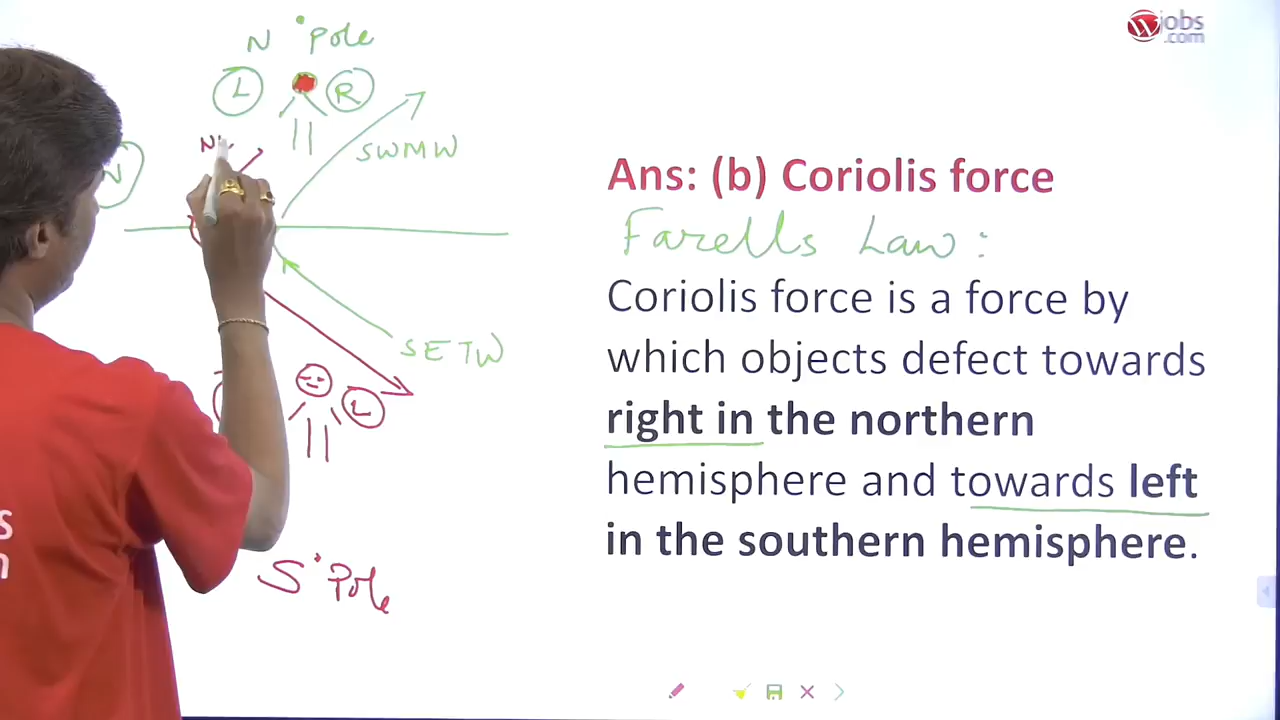 Wjobs
.com
N Pole
L R
N
SWMW
Ans: (b) Coriolis force
Farells Law:
Coriolis force is a force by
which objects defect towards
right in the northern
hemisphere and towards left
in the southern hemisphere.
SETW
L
S Pole